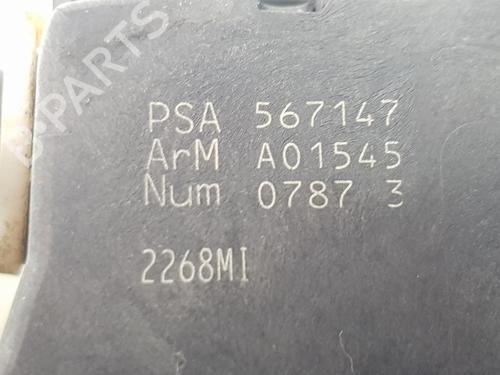 B-PARTS
PSA 567147
ArM A01545
Num 0787 3
2268MI